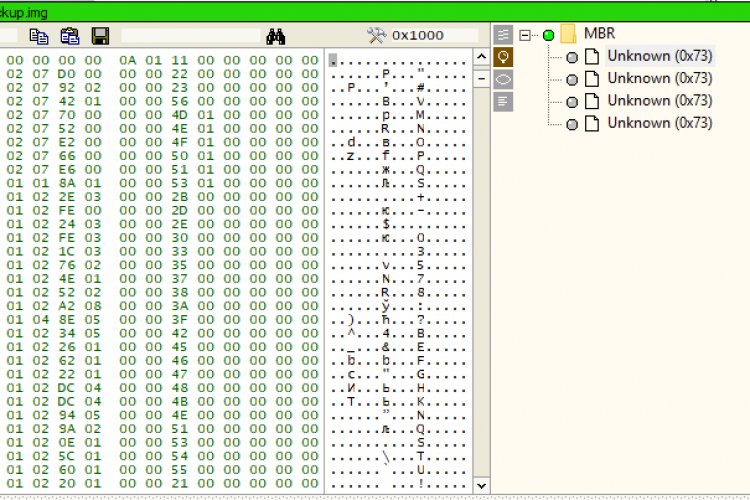 ckup.img
0x1000
00 00 00 00 0A 01 11 00 00 00 00 00 ................
02 07 D0 00 00 00 22 00 00 00 00 00 ......Р...".....
02 07 92 02 00 00 23 00 00 00 00 00 ..Р...’...#.....
02 07 42 01 00 00 56 00 00 00 00 00 ......B...V.....
02 07 70 00 00 00 4D 01 00 00 00 00 ......p...M.....
02 07 52 00 00 00 4E 01 00 00 00 00 ......R...N.....
02 07 E2 00 00 00 4F 01 00 00 00 00 ..d...в...O.....
02 07 66 00 00 00 50 01 00 00 00 00 ..z...f...P.....
02 07 E6 00 00 00 51 01 00 00 00 00 ......ж...Q.....
01 01 8A 01 00 00 53 01 00 00 00 00 ......Љ...S.....
01 02 2E 03 00 00 2B 00 00 00 00 00 ..........+.....
01 02 FE 00 00 00 2D 00 00 00 00 00 ......ю...-.....
01 02 24 03 00 00 2E 00 00 00 00 00 ......$.........
01 02 FE 03 00 00 30 00 00 00 00 00 ......ю...0.....
01 02 1C 03 00 00 33 00 00 00 00 00 ..........3.....
01 02 76 02 00 00 35 00 00 00 00 00 ......v...5.....
01 02 4E 01 00 00 37 00 00 00 00 00 ......N...7.....
01 02 52 02 00 00 38 00 00 00 00 00 ......R...8.....
01 02 A2 08 00 00 3A 00 00 00 00 00 ......ў...:.....
01 04 8E 05 00 00 3F 00 00 00 00 00 ..)...Ћ...?.....
01 02 34 05 00 00 42 00 00 00 00 00 ..^...4...B.....
01 02 26 01 00 00 45 00 00 00 00 00 .._...&...E.....
01 02 62 01 00 00 46 00 00 00 00 00 ..b...b...F.....
01 02 22 01 00 00 47 00 00 00 00 00 ..c..."...G.....
01 02 DC 04 00 00 48 00 00 00 00 00 ..И...Ь...H.....
01 02 DC 04 00 00 4B 00 00 00 00 00 ..Т...Ь...K.....
01 02 94 05 00 00 4E 00 00 00 00 00 ......”...N.....
01 02 9A 02 00 00 51 00 00 00 00 00 ......љ...Q.....
01 02 0E 01 00 00 53 00 00 00 00 00 ..........S.....
01 02 5C 01 00 00 54 00 00 00 00 00 ......\...T.....
01 02 60 01 00 00 55 00 00 00 00 00 ......`...U.....
01 02 20 01 00 00 21 00 00 00 00 00 ...... ...!.....
MBR
Unknown (0x73)
Unknown (0x73)
Unknown (0x73)
Unknown (0x73)